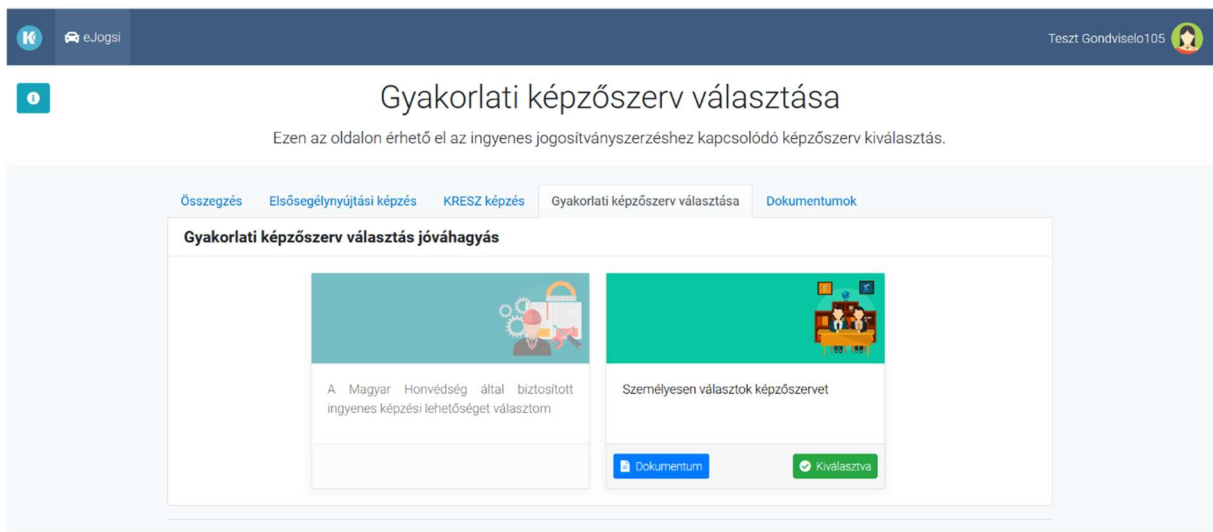 K eJogsi Teszt Gondviselo105
Gyakorlati képzőszerv választása
Ezen az oldalon érhető el az ingyenes jogosítványszerzéshez kapcsolódó képzőszerv kiválasztás.
Összegzés Elsősegélynyújtási képzés KRESZ képzés Gyakorlati képzőszerv választása Dokumentumok
Gyakorlati képzőszerv választás jóváhagyás
A Magyar Honvédség által biztosított
ingyenes képzési lehetőséget választom
Személyesen választok képzőszervet
Dokumentum Kiválasztva